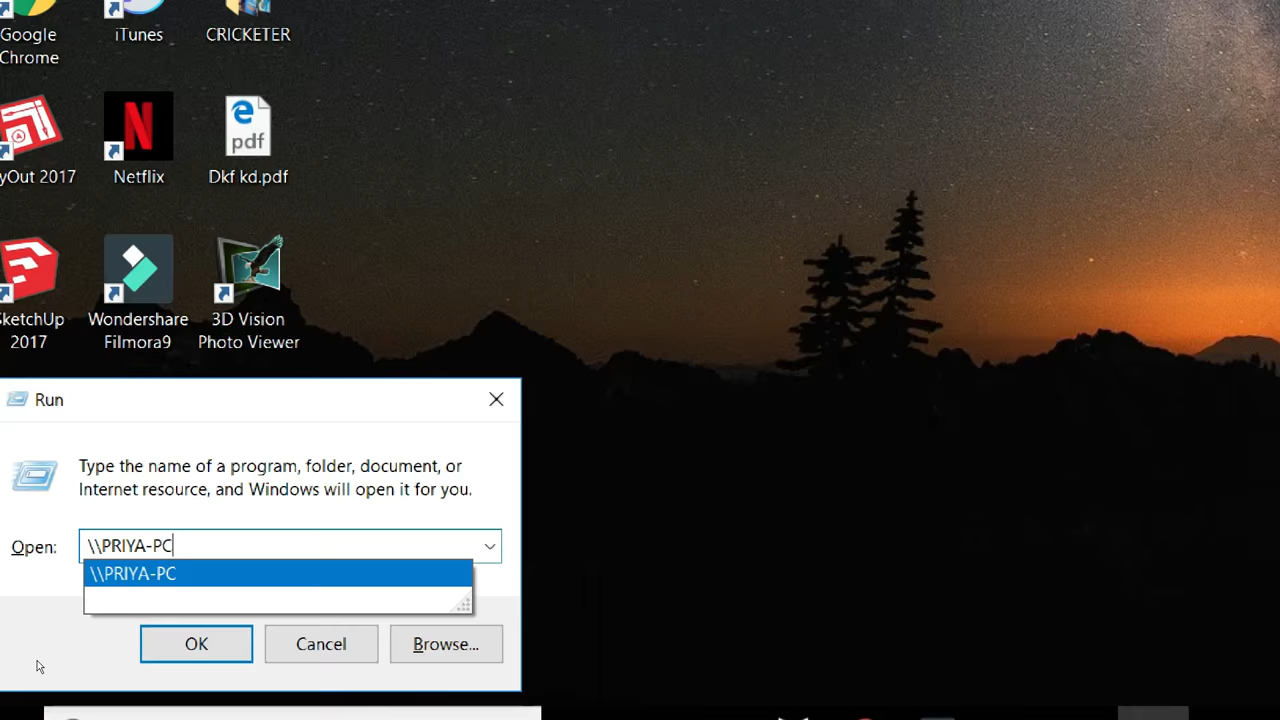 Google
Chrome
iTunes
CRICKETER
yOut 2017
Netflix
pdf
Dkf kd.pdf
SketchUp
2017
Wondershare
Filmora9
3D Vision
Photo Viewer
Run
Type the name of a program, folder, document, or
Internet resource, and Windows will open it for you.
Open:
\\PRIYA-PC
\\PRIYA-PC
OK
Cancel
Browse...